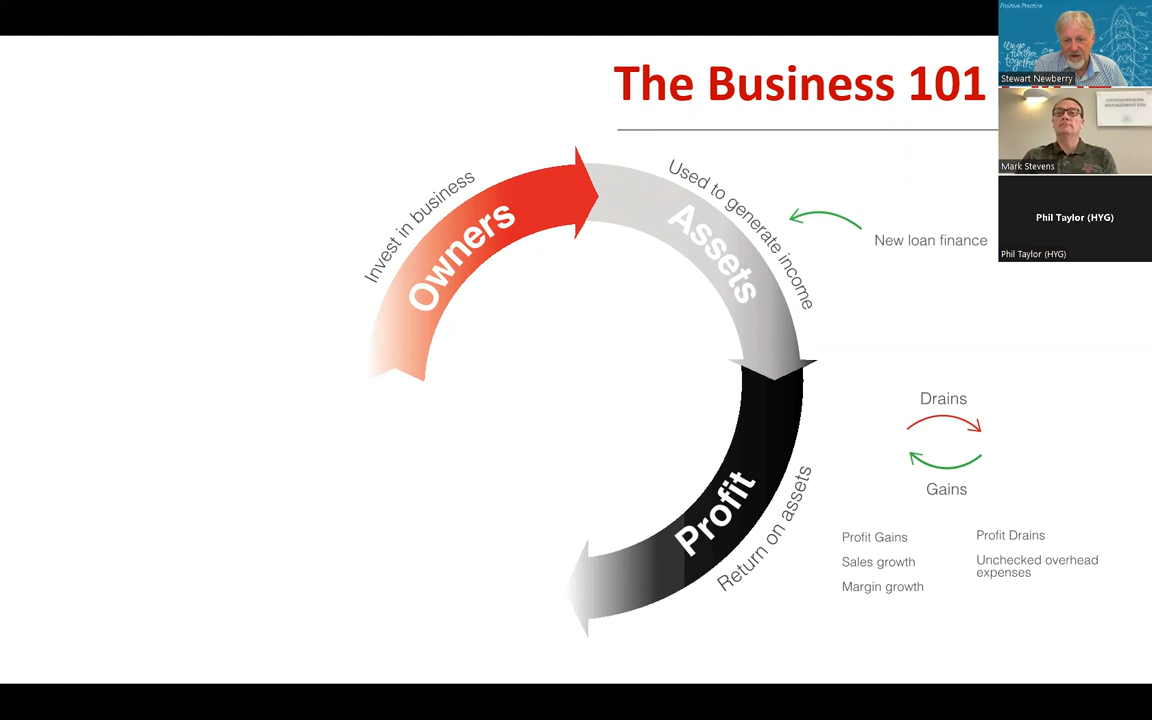 The Business 101
Invest in business
Owners
Used to generate income
Assets
New loan finance
Profit
Return on assets
Drains
Gains
Profit Gains
Sales growth
Margin growth
Profit Drains
Unchecked overhead
expenses
Positive Practice
Stewart Newberry
Mark Stevens
Phil Taylor (HYG)
Phil Taylor (HYG)